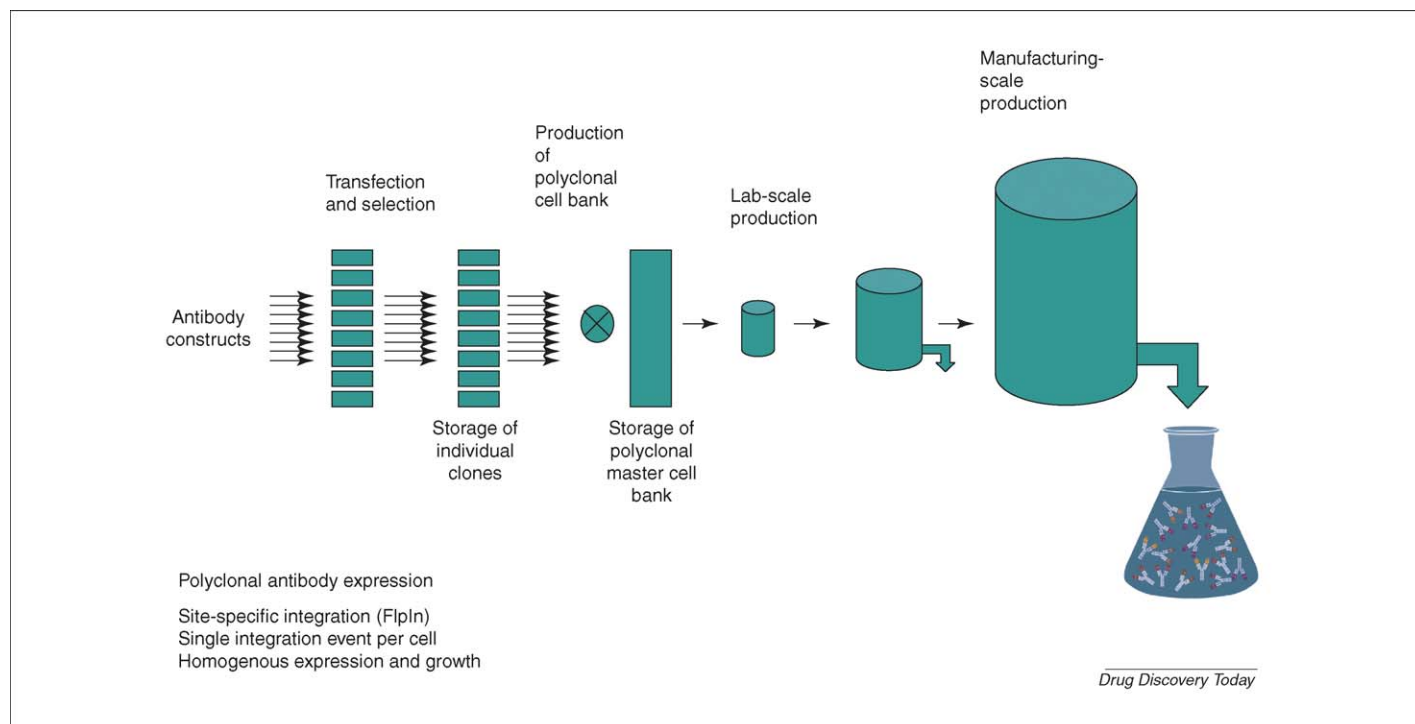 Manufacturing-
scale
production
Production
of
polyclonal
cell bank
Transfection
and selection
Lab-scale
production
Antibody
constructs
Storage of
individual
clones
Storage of
polyclonal
master cell
bank
Polyclonal antibody expression
Site-specific integration (FlpIn)
Single integration event per cell
Homogenous expression and growth
Drug Discovery Today